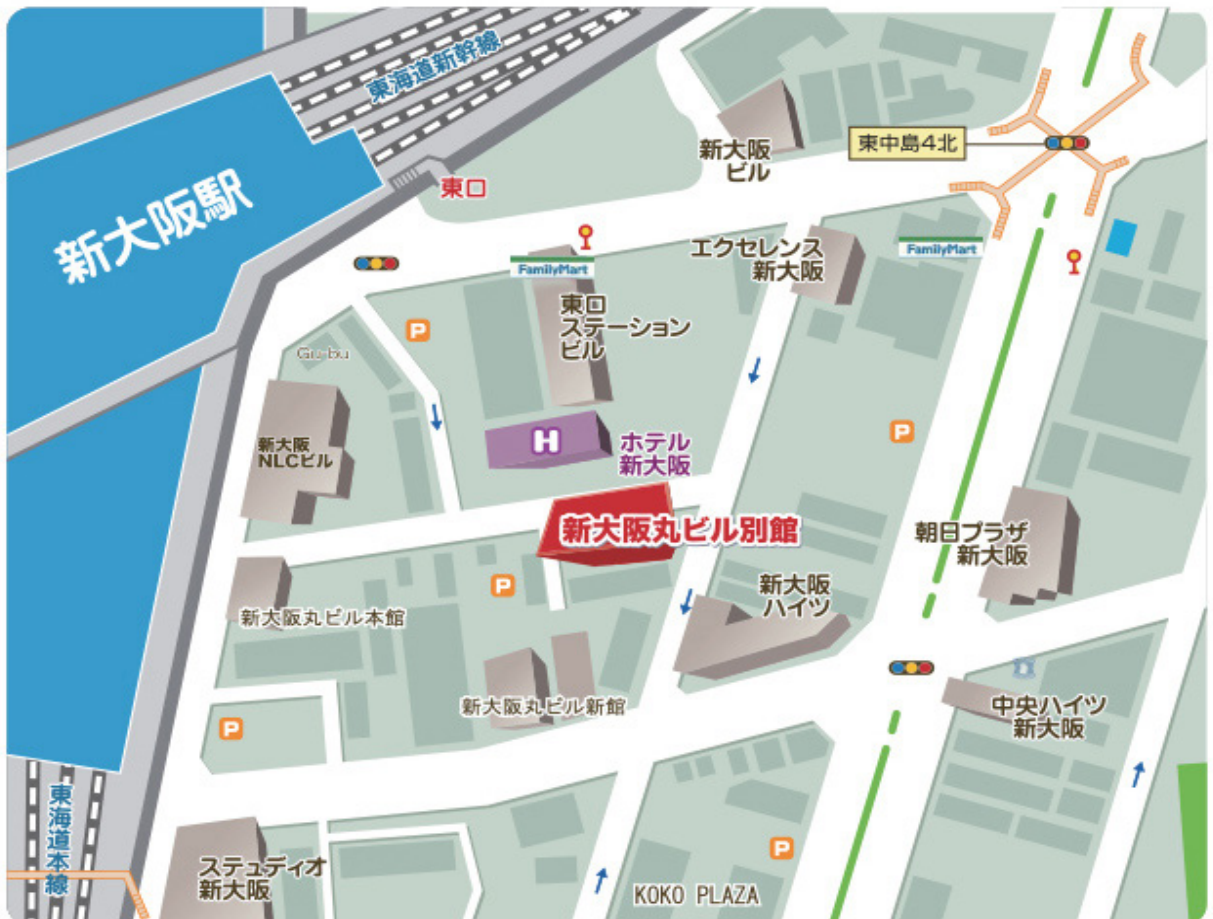 東海道新幹線
新大阪駅
東口
新大阪
ビル
東中島4北
エクセレンス
新大阪
FamilyMart
FamilyMart
東口
ステーション
ビル
P
Gu-bu
新大阪
NLCビル
H
ホテル
新大阪
P
新大阪丸ビル別館
朝日プラザ
新大阪
P
新大阪
ハイツ
新大阪丸ビル本館
新大阪丸ビル新館
中央ハイツ
新大阪
P
東海道本線
ステュディオ
新大阪
P
KOKO PLAZA